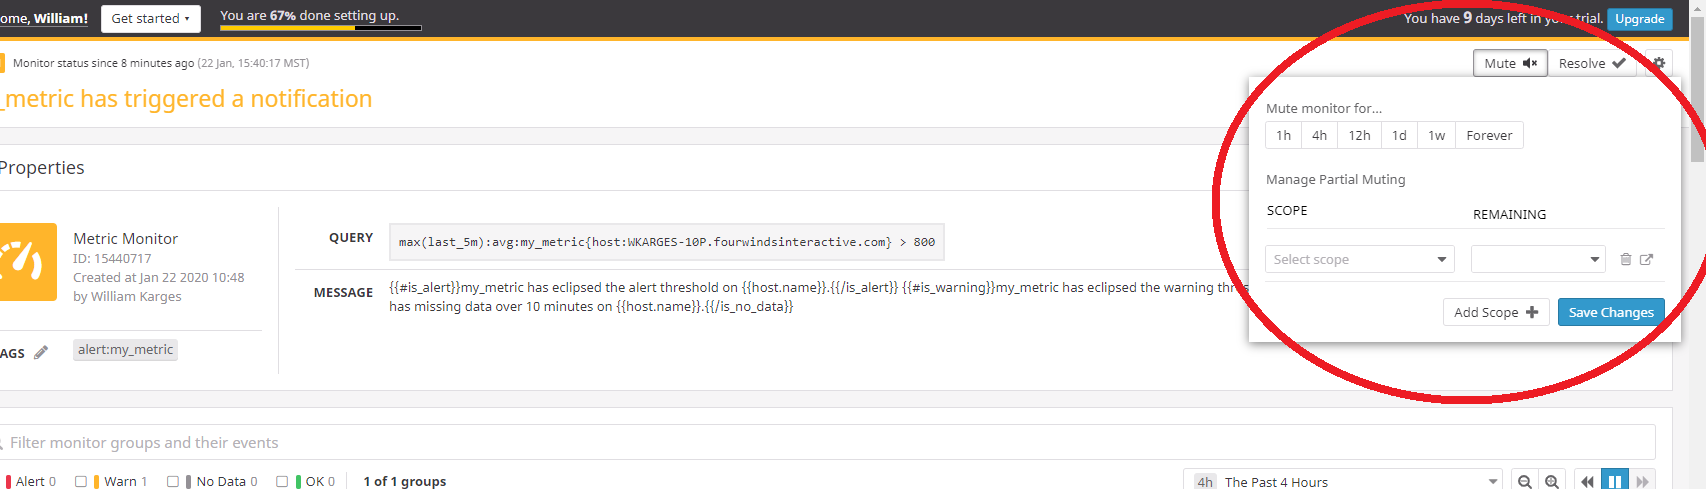 ome, William!
Get started
You are 67% done setting up.
You have 9 days left in your trial.
Upgrade
Monitor status since 8 minutes ago (22 Jan, 15:40:17 MST)
Mute
Resolve
_metric has triggered a notification
Mute monitor for...
1h 4h 12h 1d 1w Forever
Manage Partial Muting
SCOPE REMAINING
Select scope
Add Scope
Save Changes
Properties
Metric Monitor
ID: 15440717
Created at Jan 22 2020 10:48
by William Karges
AGS
alert:my_metric
QUERY
max(last_5m):avg:my_metric{host:WKARGES-10P.fourwindsinteractive.com} > 800
MESSAGE
{{#is_alert}}my_metric has eclipsed the alert threshold on {{host.name}}.{{/is_alert}} {{#is_warning}}my_metric has eclipsed the warning thres
has missing data over 10 minutes on {{host.name}}.{{/is_no_data}}
Filter monitor groups and their events
Alert 0 Warn 1 No Data 0 OK 0 1 of 1 groups
4h The Past 4 Hours